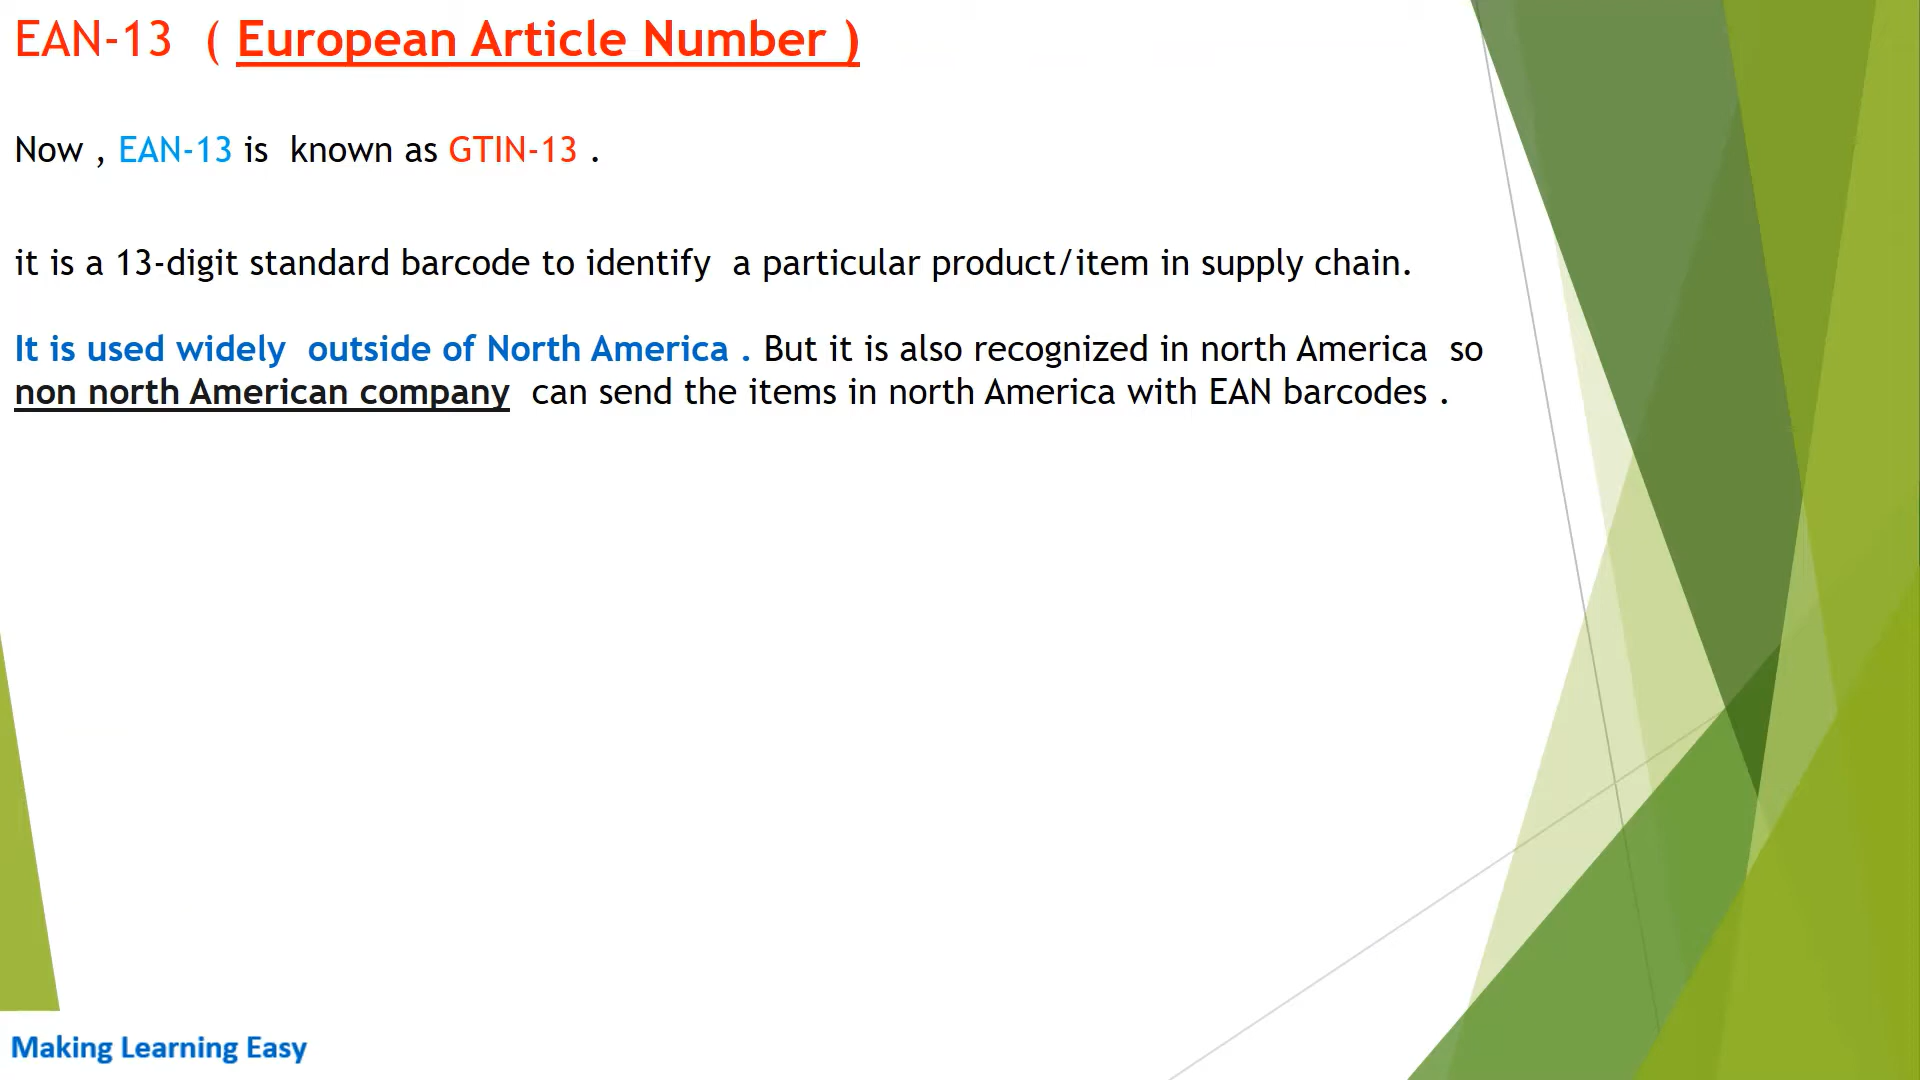 EAN-13 ( European Article Number )
Now , EAN-13 is known as GTIN-13 .
it is a 13-digit standard barcode to identify a particular product/item in supply chain.
It is used widely outside of North America . But it is also recognized in north America so
non north American company can send the items in north America with EAN barcodes .
Making Learning Easy